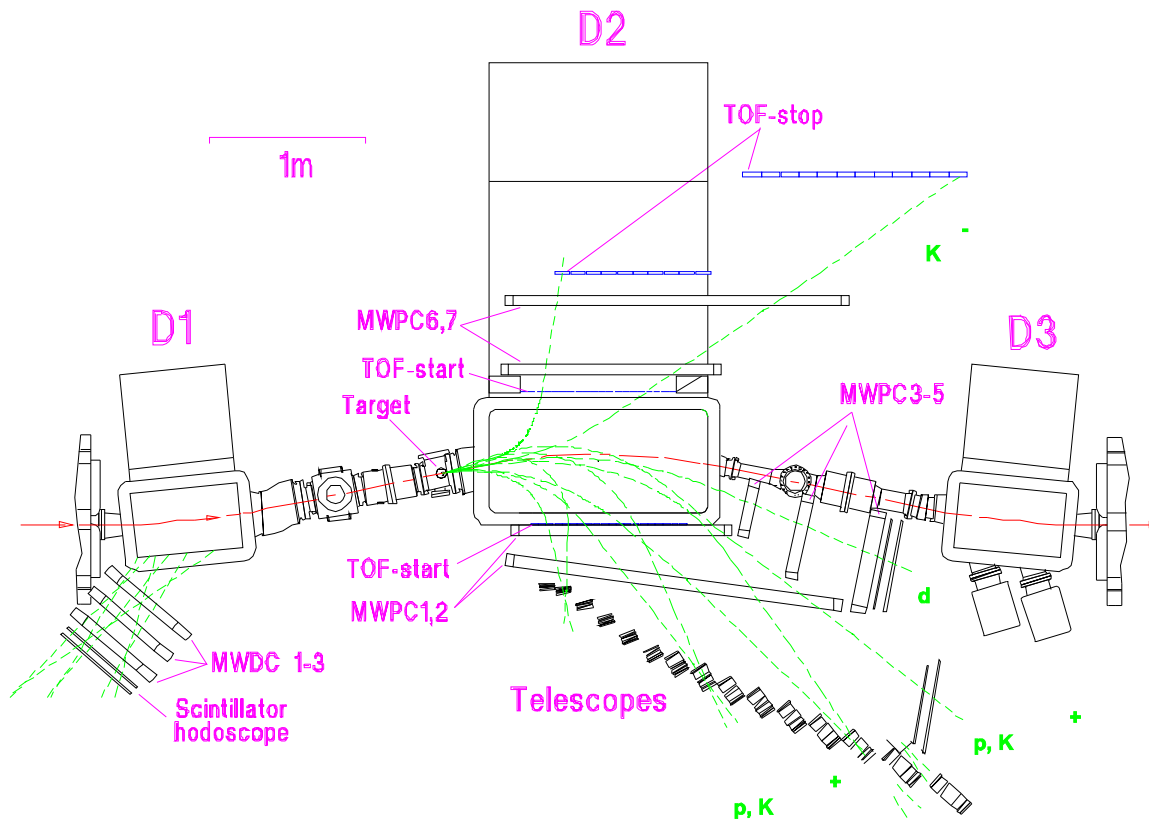 D2
TOF-stop
1m
K -
D1
MWPC6,7
D3
TOF-start
MWPC3-5
Target
TOF-start
d
MWPC1,2
MWDC 1-3
Telescopes
Scintillator
hodoscope
p, K +
p, K +